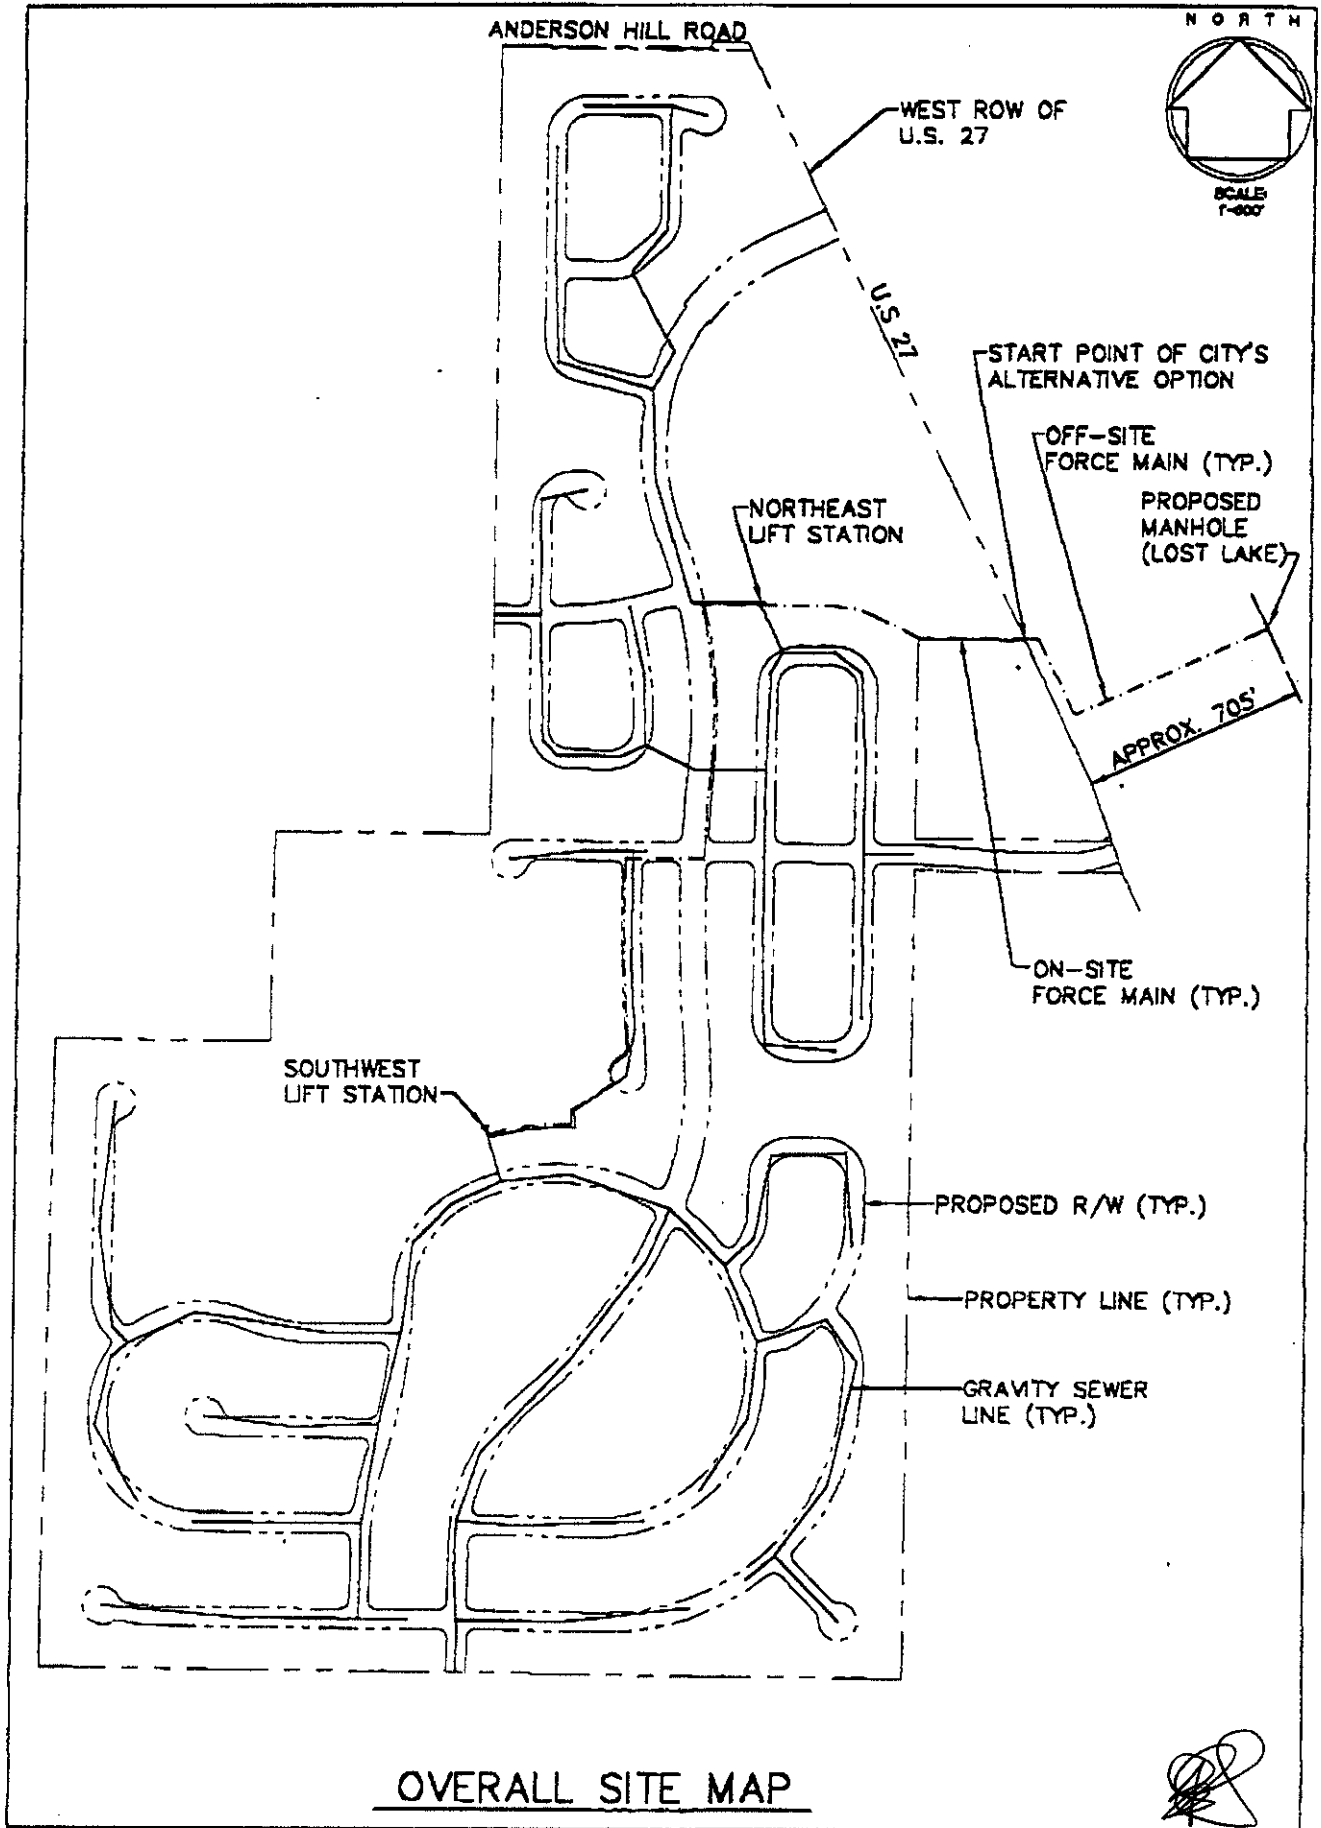 ANDERSON HILL ROAD
NORTH
WEST ROW OF
U.S. 27
SCALE:
U.S 27
START POINT OF CITY'S
ALTERNATIVE OPTION
OFF-SITE
FORCE MAIN (TYP.)
PROPOSED
MANHOLE
(LOST LAKE)
NORTHEAST
LIFT STATION
APPROX. 705'
ON-SITE
FORCE MAIN (TYP.)
SOUTHWEST
LIFT STATION
PROPOSED R/W (TYP.)
PROPERTY LINE (TYP.)
GRAVITY SEWER
LINE (TYP.)
OVERALL SITE MAP